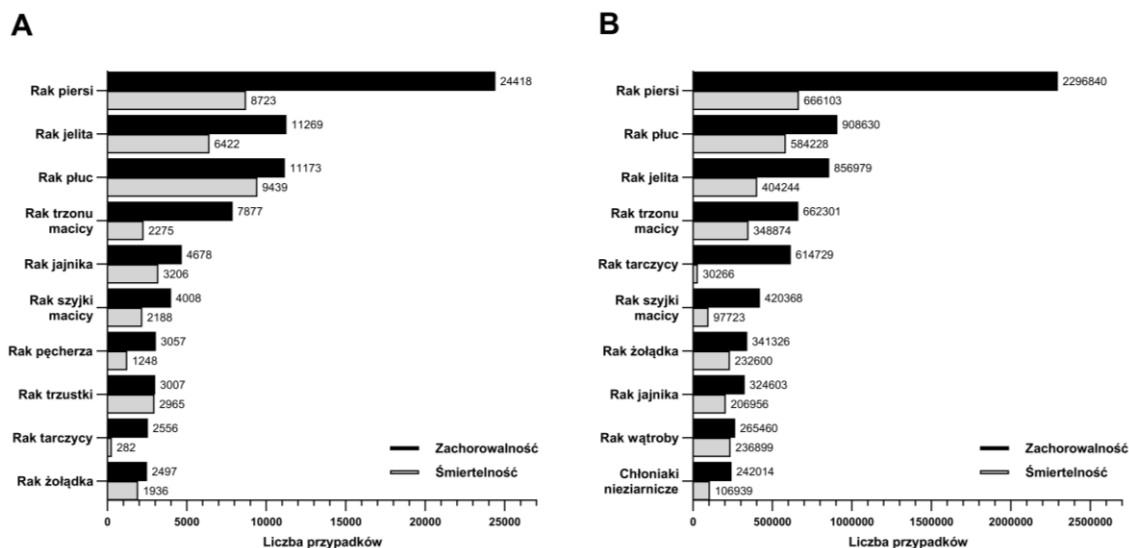 A
Rak piersi
24418
8723
Rak jelita
11269
6422
Rak płuc
11173
9439
Rak trzonu
macicy
7877
2275
Rak jajnika
4678
3206
Rak szyjki
macicy
4008
2188
Rak pęcherza
3057
1248
Rak trzustki
3007
2965
Rak tarczycy
2556
282
Rak żołądka
2497
1936
Zachorowalność
Śmiertelność
0 5000 10000 15000 20000 25000
Liczba przypadków
B
Rak piersi
2296840
666103
Rak płuc
908630
584228
Rak jelita
856979
404244
Rak trzonu
macicy
662301
348874
Rak tarczycy
614729
30266
Rak szyjki
macicy
420368
97723
Rak żołądka
341326
232600
Rak jajnika
324603
206956
Rak wątroby
265460
236899
Chłoniaki
nieziarnicze
242014
106939
Zachorowalność
Śmiertelność
0 500000 1000000 1500000 2000000 2500000
Liczba przypadków